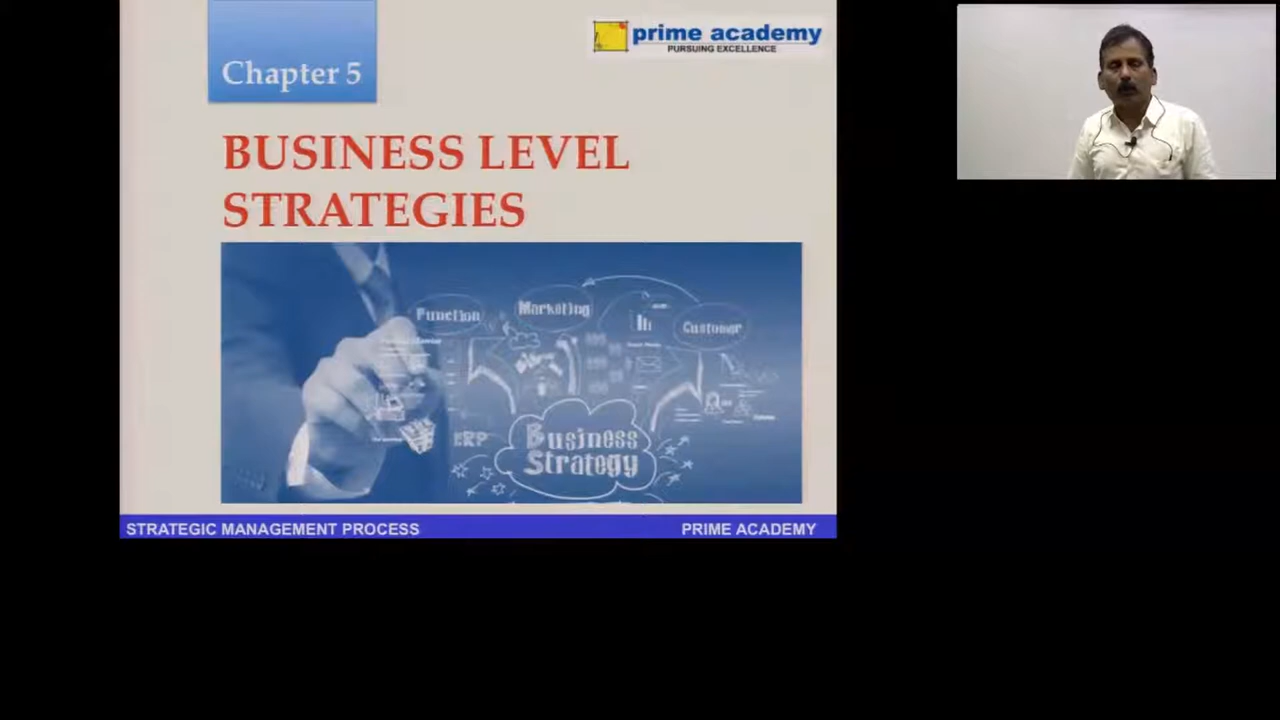 prime academy
PURSUING EXCELLENCE
Chapter 5
BUSINESS LEVEL
STRATEGIES
Function
Marketing
Customer
ERP
Business
Strategy
STRATEGIC MANAGEMENT PROCESS
PRIME ACADEMY